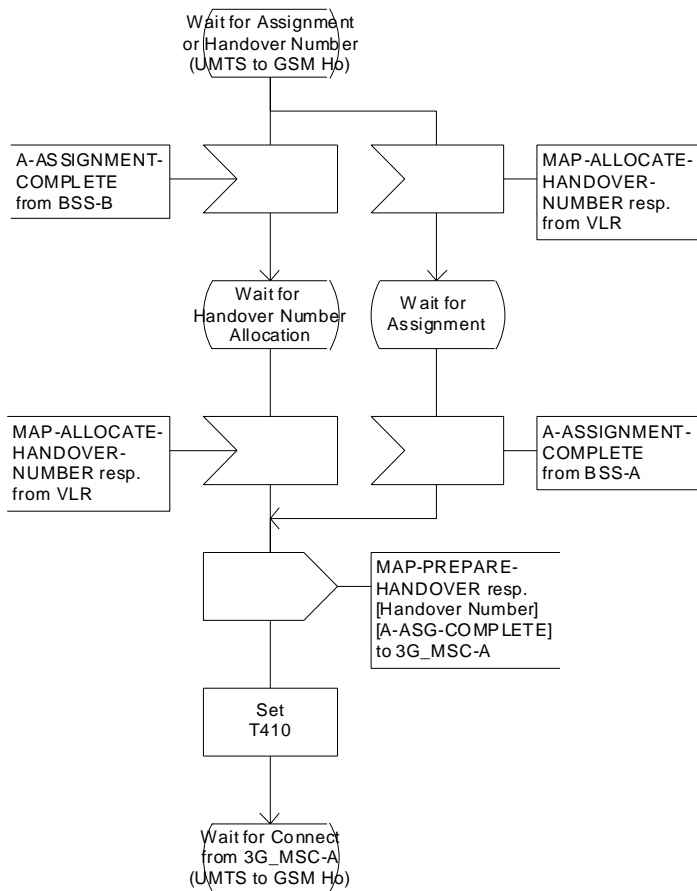 Wait for Assignment
or Handover Number
(UMTS to GSM Ho)
A-ASSIGNMENT-
COMPLETE
from BSS-B
MAP-ALLOCATE-
HANDOVER-
NUMBER resp.
from VLR
Wait for
Handover Number
Allocation
Wait for
Assignment
MAP-ALLOCATE-
HANDOVER-
NUMBER resp.
from VLR
A-ASSIGNMENT-
COMPLETE
from BSS-A
MAP-PREPARE-
HANDOVER resp.
[Handover Number]
[A-ASG-COMPLETE]
to 3G_MSC-A
Set
T410
Wait for Connect
from 3G_MSC-A
(UMTS to GSM Ho)